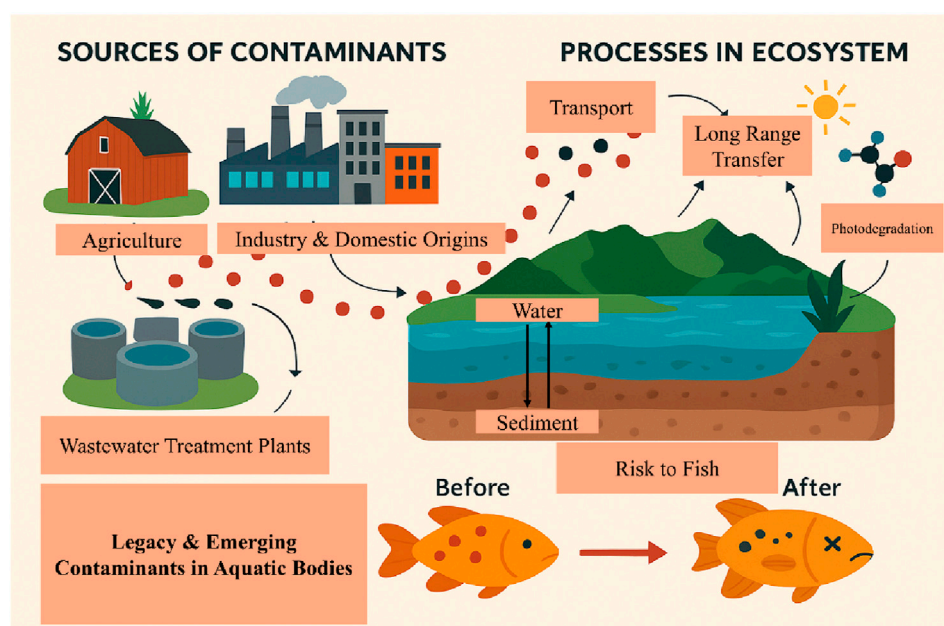 SOURCES OF CONTAMINANTS
PROCESSES IN ECOSYSTEM
Transport
Long Range
Transfer
Agriculture
Industry & Domestic Origins
Photodegradation
Water
Sediment
Wastewater Treatment Plants
Risk to Fish
Before
After
Legacy & Emerging
Contaminants in Aquatic Bodies